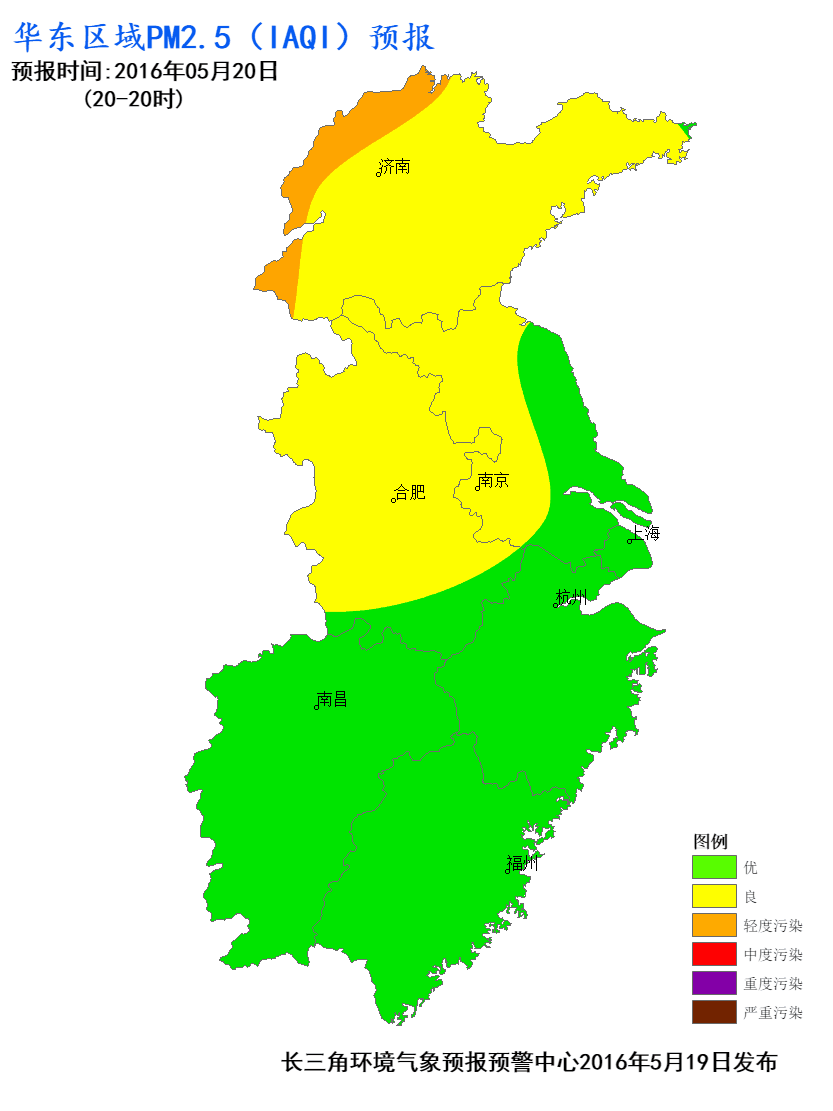 华东区域PM2.5（IAQI）预报
预报时间:2016年05月20日
(20-20时)
济南
南京
合肥
上海
杭州
南昌
福州
图例
优
良
轻度污染
中度污染
重度污染
严重污染
长三角环境气象预报预警中心2016年5月19日发布